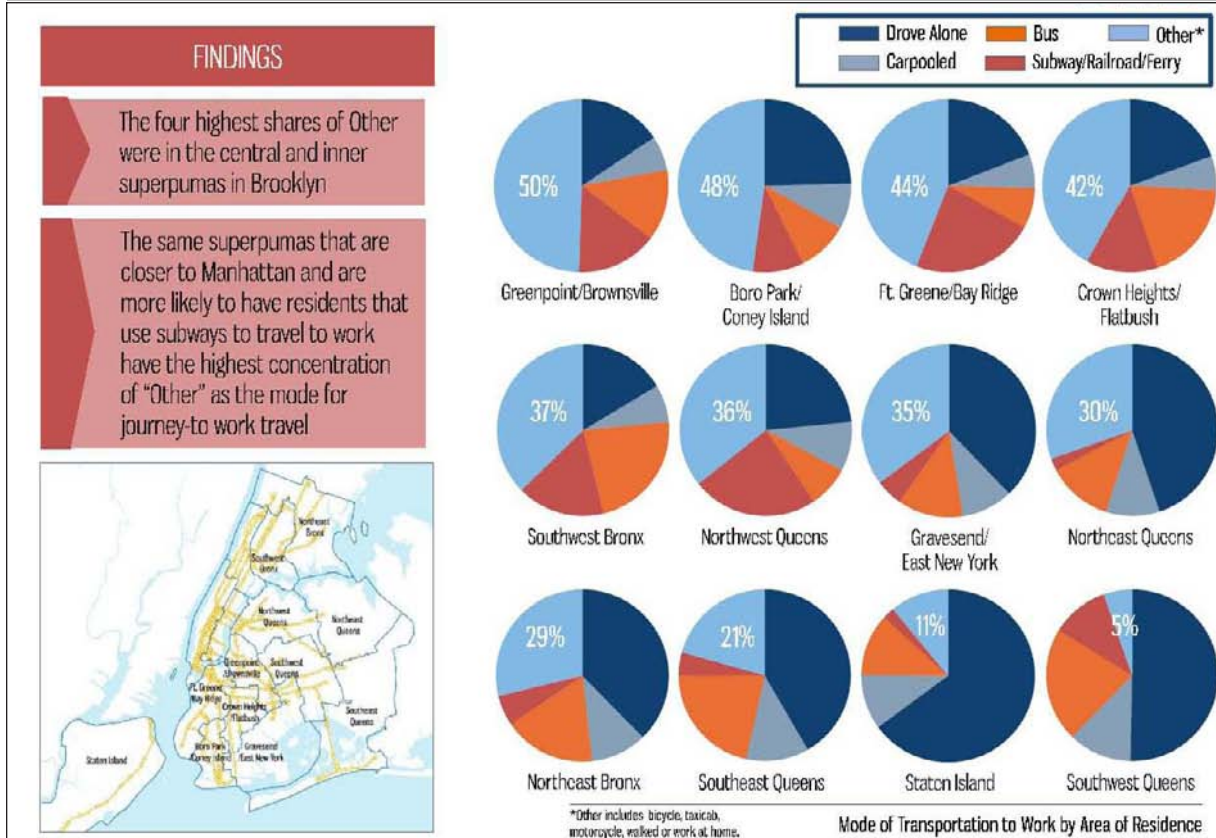 FINDINGS
The four highest shares of Other
were in the central and inner
superpumas in Brooklyn
The same superpumas that are
closer to Manhattan and are
more likely to have residents that
use subways to travel to work
have the highest concentration
of "Other" as the mode for
journey-to work travel
Drove Alone
Bus
Other*
Carpooled
Subway/Railroad/Ferry
50%
48%
44%
42%
Greenpoint/Brownsville
Boro Park/
Coney Island
Ft. Greene/Bay Ridge
Crown Heights/
Flatbush
37%
36%
35%
30%
Southwest Bronx
Northwest Queens
Gravesend/
East New York
Northeast Queens
29%
21%
11%
5%
Northeast Bronx
Southeast Queens
Staten Island
Southwest Queens
Northeast
Bronx
Southwest
Bronx
Northwest
Queens
Northeast
Queens
Greenpoint
/Brownsville
Southwest
Queens
Ft. Greene/
Bay Ridge
Crown Heights
/Flatbush
Southeast
Queens
Boro Park/
Coney Island
Gravesend
/East New York
Staten Island
*Other includes bicycle, taxicab,
motorcycle, walked or work at home.
Mode of Transportation to Work by Area of Residence